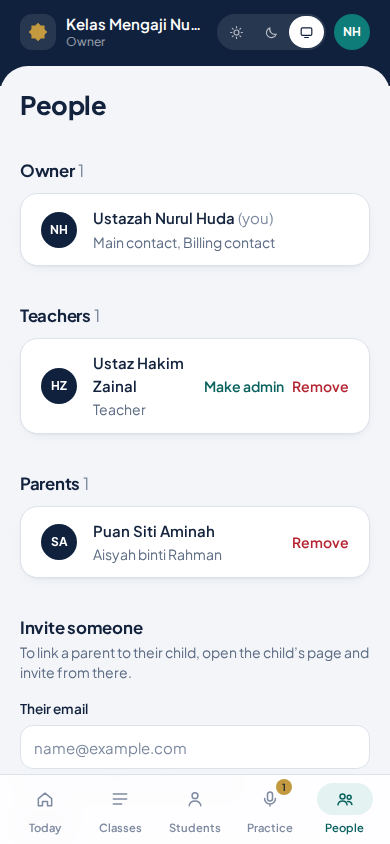 Kelas Mengaji Nu...
Owner
NH
People
Owner 1
NH
Ustazah Nurul Huda (you)
Main contact, Billing contact
Teachers 1
HZ
Ustaz Hakim
Zainal
Teacher
Make admin Remove
Parents 1
SA
Puan Siti Aminah
Aisyah binti Rahman
Remove
Invite someone
To link a parent to their child, open the child's page and
invite from there.
Their email
name@example.com
1
Today Classes Students Practice People